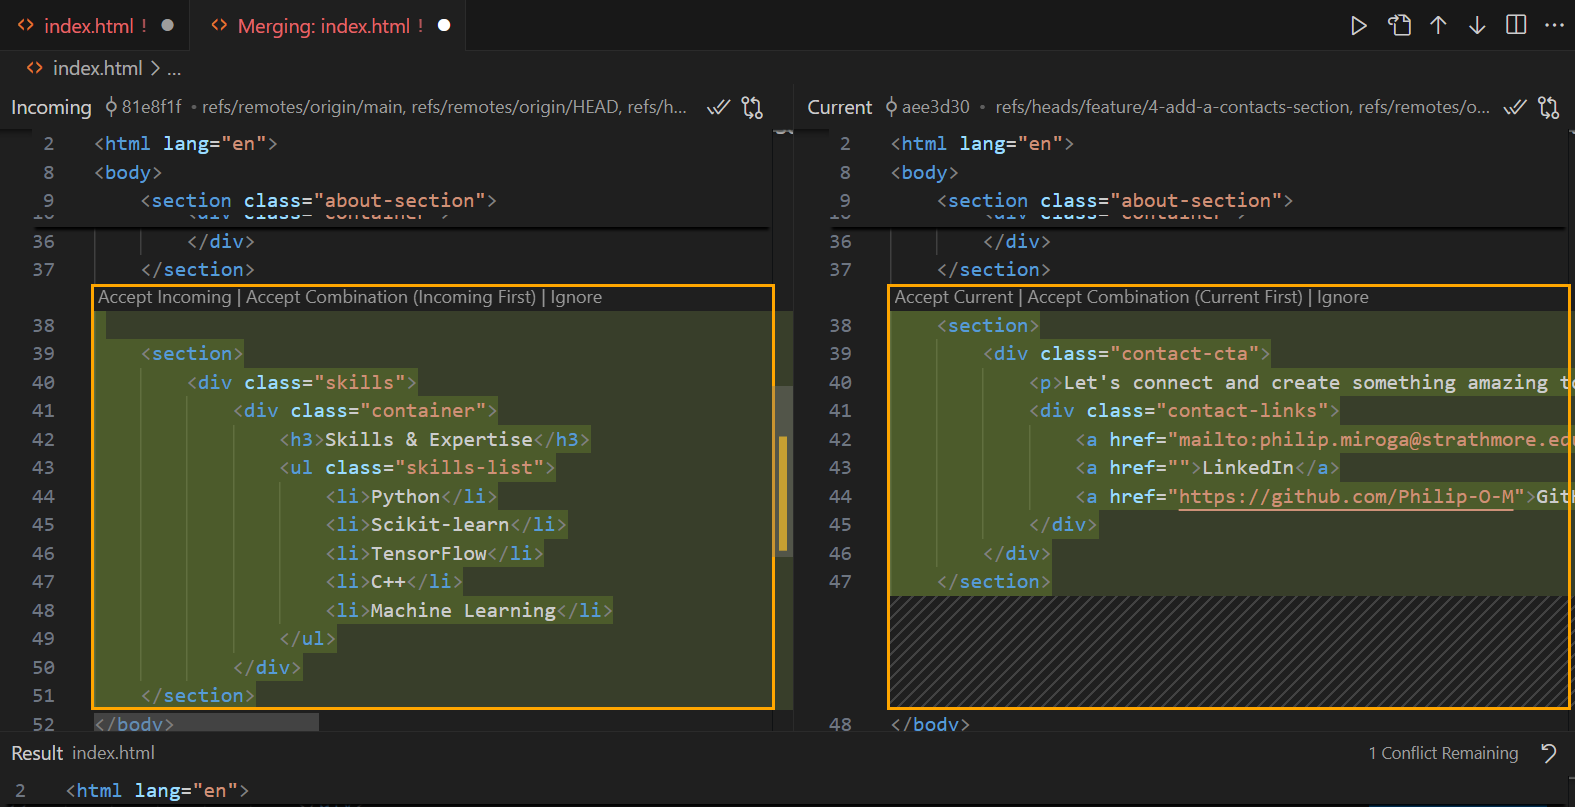 index.html !
Merging: index.html !
index.html > ...
Incoming 81e8f1f • refs/remotes/origin/main, refs/remotes/origin/HEAD, refs/h...
2 <html lang="en">
8 <body>
9 <section class="about-section">
36 </div>
37 </section>
Accept Incoming | Accept Combination (Incoming First) | Ignore
38
39 <section>
40 <div class="skills">
41 <div class="container">
42 <h3>Skills & Expertise</h3>
43 <ul class="skills-list">
44 <li>Python</li>
45 <li>Scikit-learn</li>
46 <li>TensorFlow</li>
47 <li>C++</li>
48 <li>Machine Learning</li>
49 </ul>
50 </div>
51 </section>
52 </body>
Current aee3d30 • refs/heads/feature/4-add-a-contacts-section, refs/remotes/o...
2 <html lang="en">
8 <body>
9 <section class="about-section">
36 </div>
37 </section>
Accept Current | Accept Combination (Current First) | Ignore
38 <section>
39 <div class="contact-cta">
40 <p>Let's connect and create something amazing
41 <div class="contact-links">
42 <a href="mailto:philip.miroga@strathmore.edu
43 <a href="">LinkedIn</a>
44 <a href="https://github.com/Philip-O-M">Git
45 </div>
46 </div>
47 </section>
48 </body>
Result index.html
1 Conflict Remaining
2 <html lang="en">